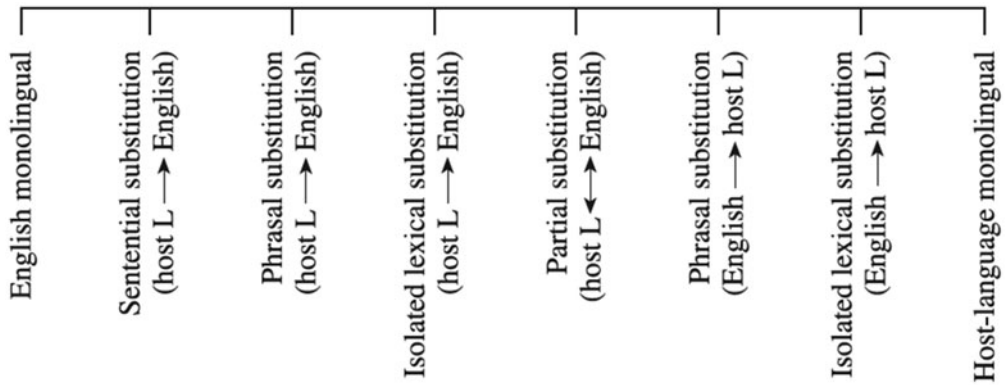 English monolingual
Sentential substitution
(host L → English)
Phrasal substitution
(host L → English)
Isolated lexical substitution
(host L → English)
Partial substitution
(host L ↔ English)
Phrasal substitution
(English → host L)
Isolated lexical substitution
(English → host L)
Host-language monolingual